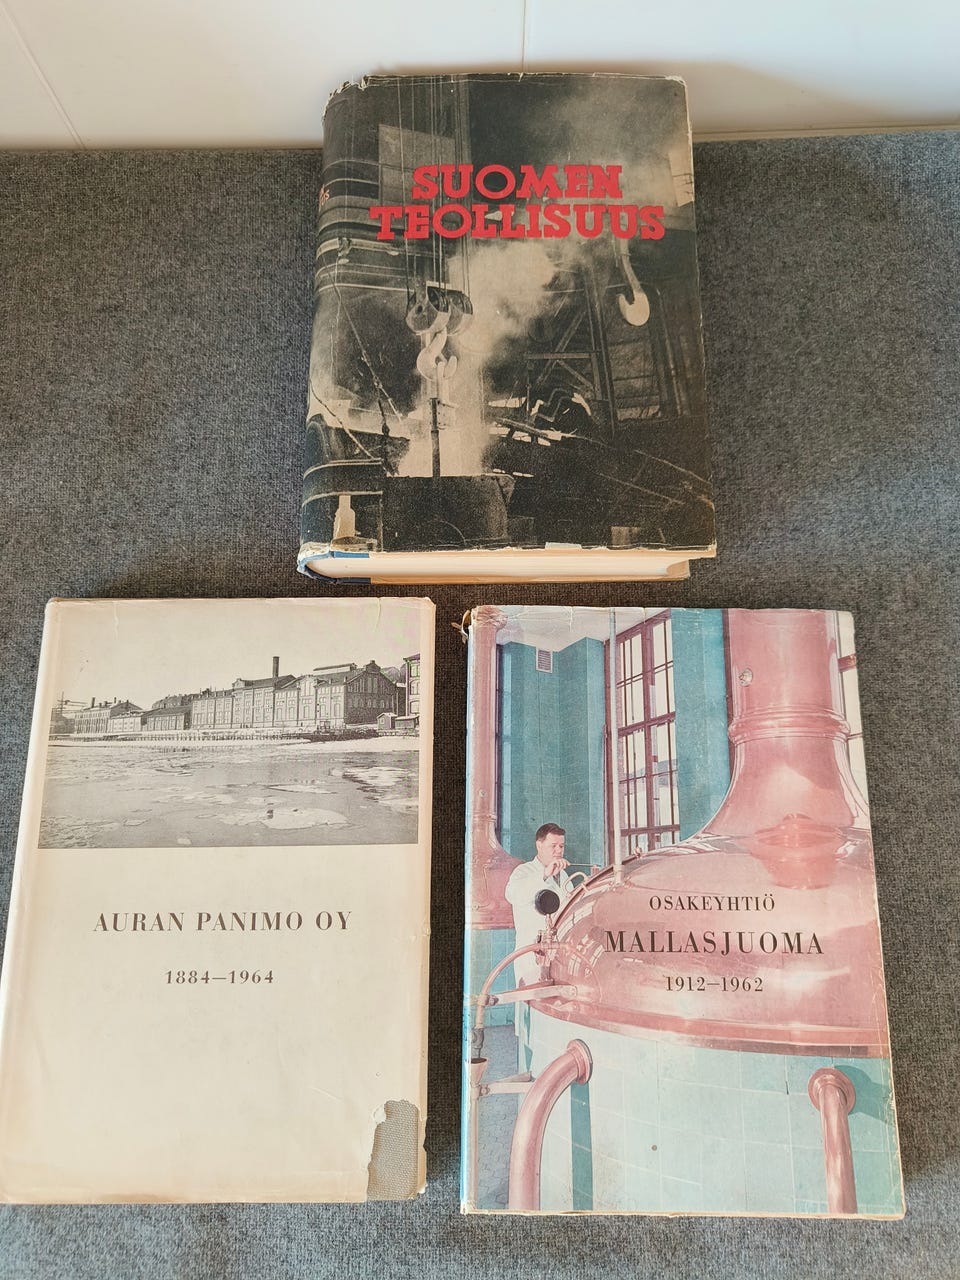 SUOMEN
TEOLLISUUS
AURAN PANIMO OY
1884—1964
OSAKEYHTIÖ
MALLASJUOMA
1912—1962